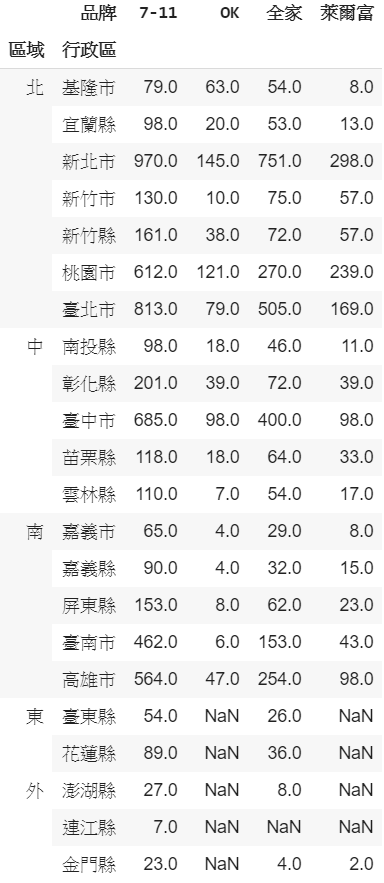 品牌 7-11 OK 全家 萊爾富
區域 行政區
北 基隆市 79.0 63.0 54.0 8.0
宜蘭縣 98.0 20.0 53.0 13.0
新北市 970.0 145.0 751.0 298.0
新竹市 130.0 10.0 75.0 57.0
新竹縣 161.0 38.0 72.0 57.0
桃園市 612.0 121.0 270.0 239.0
臺北市 813.0 79.0 505.0 169.0
中 南投縣 98.0 18.0 46.0 11.0
彰化縣 201.0 39.0 72.0 39.0
臺中市 685.0 98.0 400.0 98.0
苗栗縣 118.0 18.0 64.0 33.0
雲林縣 110.0 7.0 54.0 17.0
南 嘉義市 65.0 4.0 29.0 8.0
嘉義縣 90.0 4.0 32.0 15.0
屏東縣 153.0 8.0 62.0 23.0
臺南市 462.0 6.0 153.0 43.0
高雄市 564.0 47.0 254.0 98.0
東 臺東縣 54.0 NaN 26.0 NaN
花蓮縣 89.0 NaN 36.0 NaN
外 澎湖縣 27.0 NaN 8.0 NaN
連江縣 7.0 NaN NaN NaN
金門縣 23.0 NaN 4.0 2.0